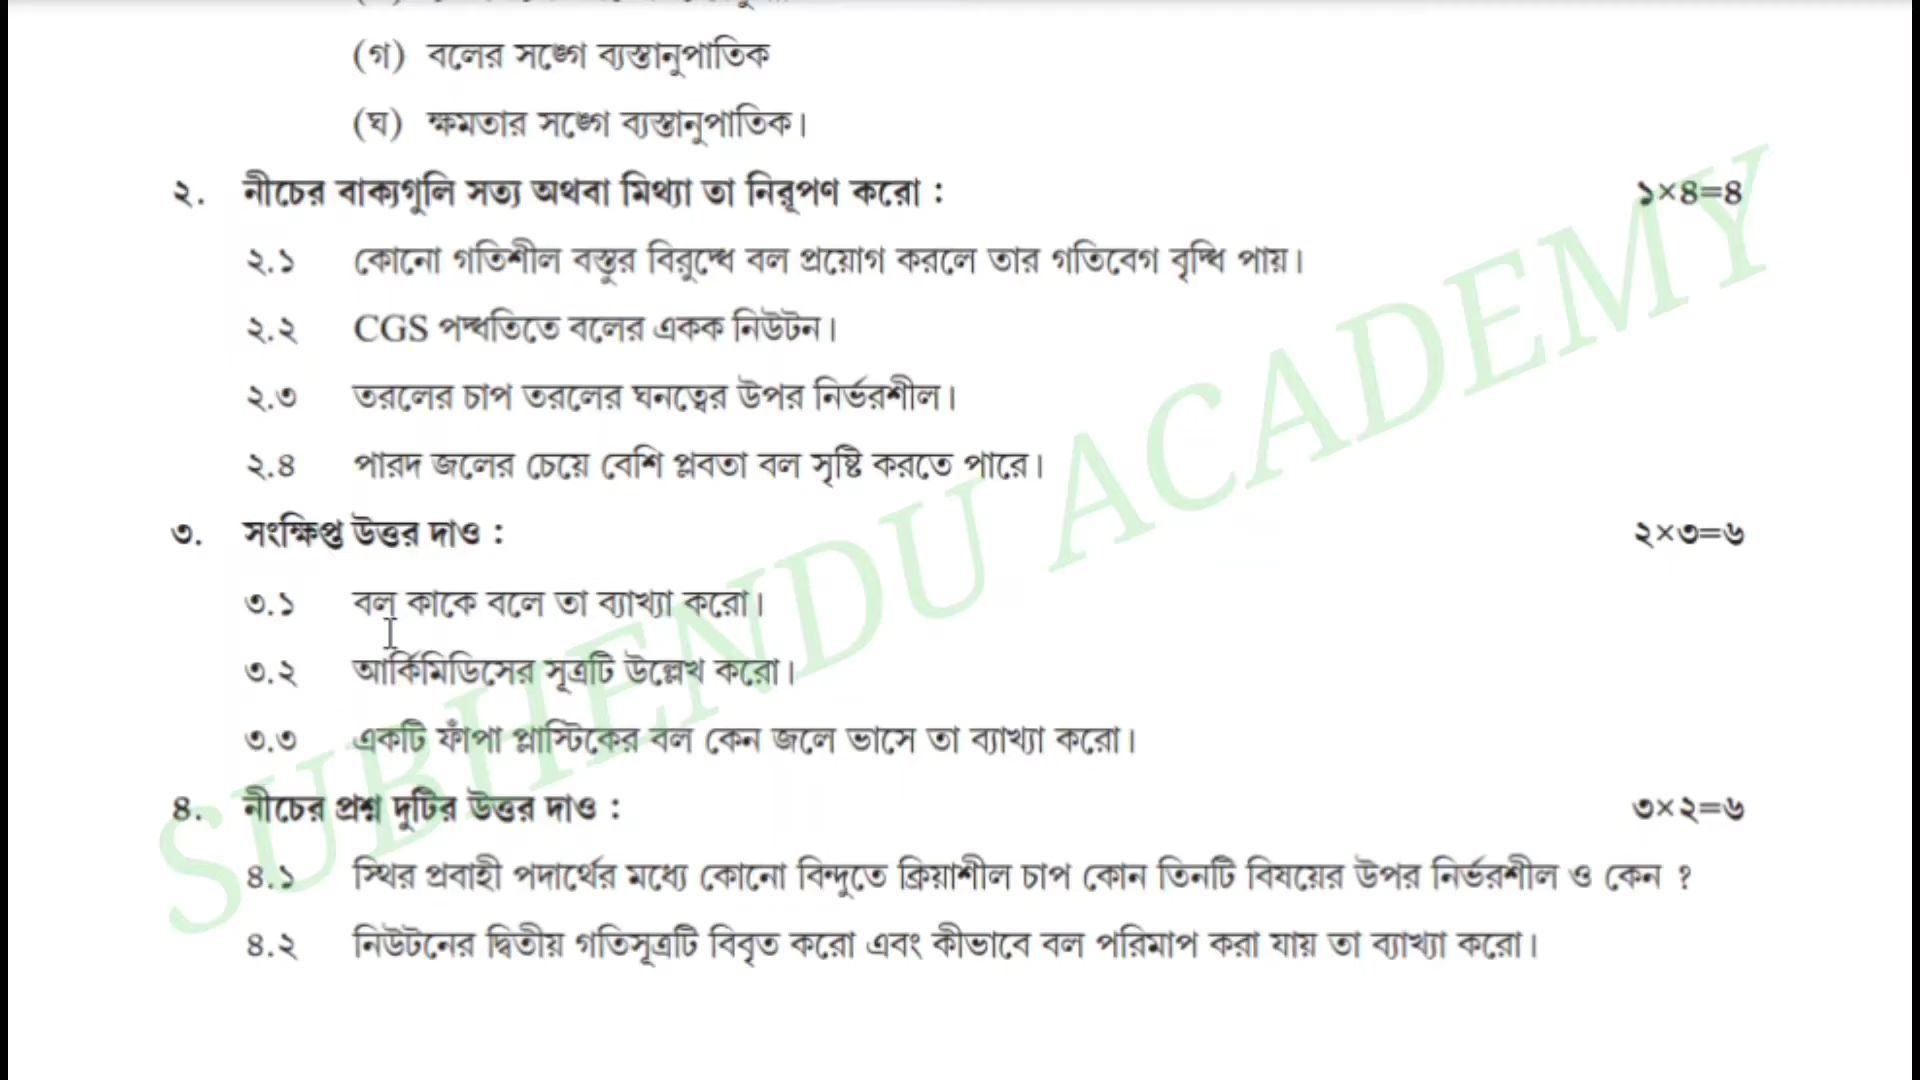 (গ) বলের সঙ্গে ব্যস্তানুপাতিক
(ঘ) ক্ষমতার সঙ্গে ব্যস্তানুপাতিক।
২. নীচের বাক্যগুলি সত্য অথবা মিথ্যা তা নিরূপণ করো : ১×৪=৪
২.১ কোনো গতিশীল বস্তুর বিরুদ্ধে বল প্রয়োগ করলে তার গতিবেগ বৃদ্ধি পায়।
২.২ CGS পদ্ধতিতে বলের একক নিউটন।
২.৩ তরলের চাপ তরলের ঘনত্বের উপর নির্ভরশীল।
২.৪ পারদ জলের চেয়ে বেশি প্লবতা বল সৃষ্টি করতে পারে।
৩. সংক্ষিপ্ত উত্তর দাও : ২×৩=৬
৩.১ বল কাকে বলে তা ব্যাখ্যা করো।
৩.২ আর্কিমিডিসের সূত্রটি উল্লেখ করো।
৩.৩ একটি ফাঁপা প্লাস্টিকের বল কেন জলে ভাসে তা ব্যাখ্যা করো।
৪. নীচের প্রশ্ন দুটির উত্তর দাও : ৩×২=৬
৪.১ স্থির প্রবাহী পদার্থের মধ্যে কোনো বিন্দুতে ক্রিয়াশীল চাপ কোন তিনটি বিষয়ের উপর নির্ভরশীল ও কেন ?
৪.২ নিউটনের দ্বিতীয় গতিসূত্রটি বিবৃত করো এবং কীভাবে বল পরিমাপ করা যায় তা ব্যাখ্যা করো।
SUBHENDU ACADEMY